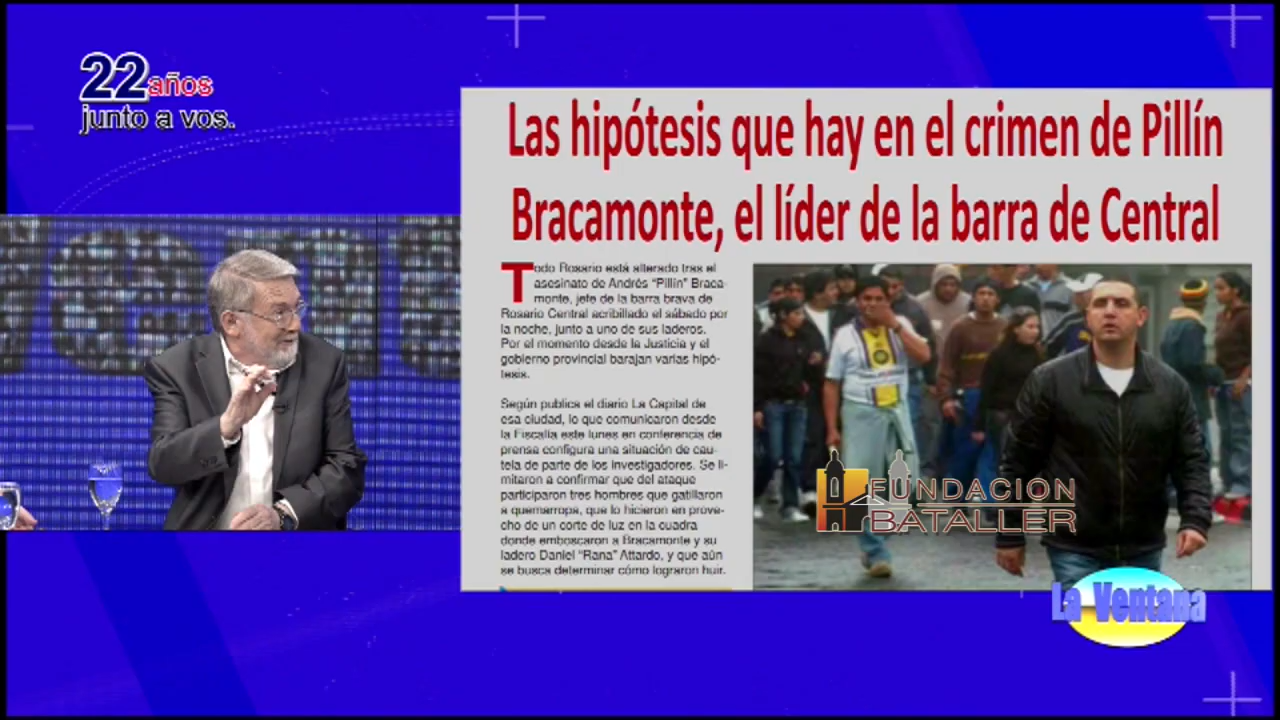 22 años
junto a vos.
Las hipótesis que hay en el crimen de Pillín
Bracamonte, el líder de la barra de Central
Todo Rosario está alterado tras el
asesinato de Andrés “Pillín” Braca-
monte, jefe de la barra brava de
Rosario Central acribillado el sábado por
la noche, junto a uno de sus laderos.
Por el momento desde la Justicia y el
gobierno provincial barajan varias hipó-
tesis.
Según publica el diario La Capital de
esa ciudad, lo que comunicaron desde
la Fiscalía este lunes en conferencia de
prensa configura una situación de cau-
tela de parte de los investigadores. Se li-
mitaron a confirmar que del ataque
participaron tres hombres que gatillaron
a quemarropa, que lo hicieron en prove-
cho de un corte de luz en la cuadra
donde emboscaron a Bracamonte y su
ladero Daniel “Rana” Attardo, y que aún
se busca determinar cómo lograron huir.
FUNDACION
BATALLER
La Ventana